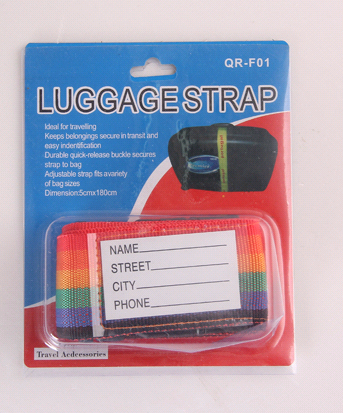 QR-F01
LUGGAGE STRAP
Ideal for travelling
Keeps belongings secure in transit and
easy indentification
Durable quick-release buckle secures
strap to bag
Adjustable strap fits avariety
of bag sizes
Dimension:5cmx180cm
NAME
STREET
CITY
PHONE
Travel Acdeessories